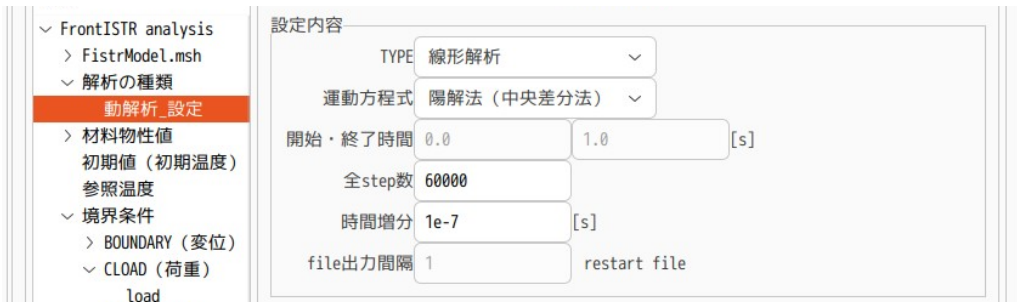 FrontISTR analysis
FistrModel.msh
解析の種類
動解析_設定
材料物性値
初期値（初期温度）
参照温度
境界条件
BOUNDARY（変位）
CLOAD（荷重）
load
設定内容
TYPE 線形解析
運動方程式 陽解法（中央差分法）
開始・終了時間 0.0 1.0 [s]
全step数 60000
時間増分 1e-7 [s]
file出力間隔 1 restart file